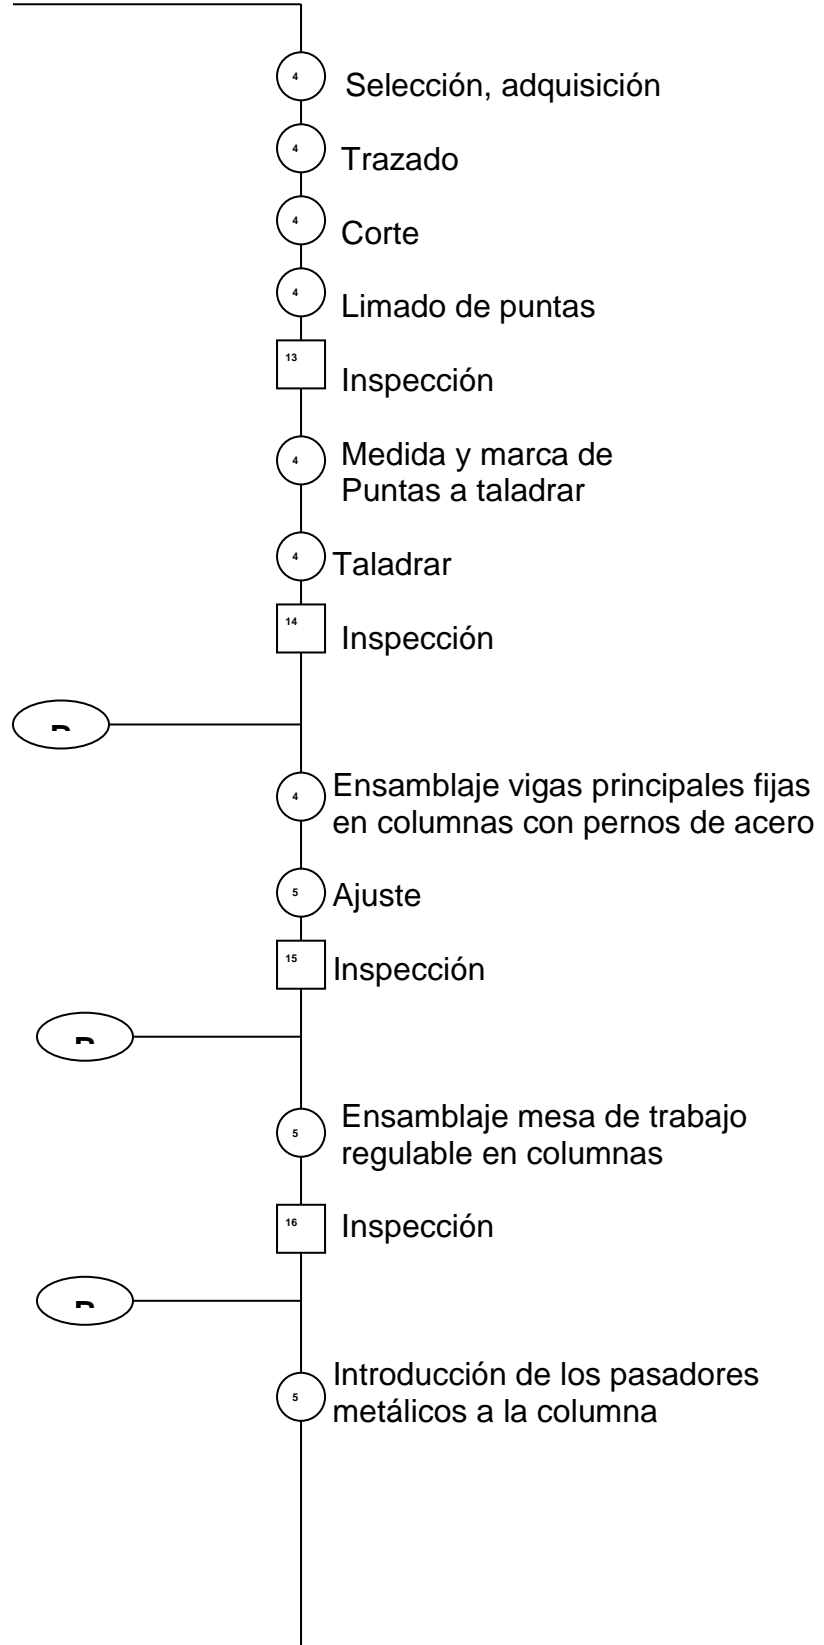 4 Selección, adquisición
4 Trazado
4 Corte
4 Limado de puntas
13 Inspección
4 Medida y marca de
Puntas a taladrar
4 Taladrar
14 Inspección
4 Ensamblaje vigas principales fijas
en columnas con pernos de acero
5 Ajuste
15 Inspección
5 Ensamblaje mesa de trabajo
regulable en columnas
16 Inspección
5 Introducción de los pasadores
metálicos a la columna